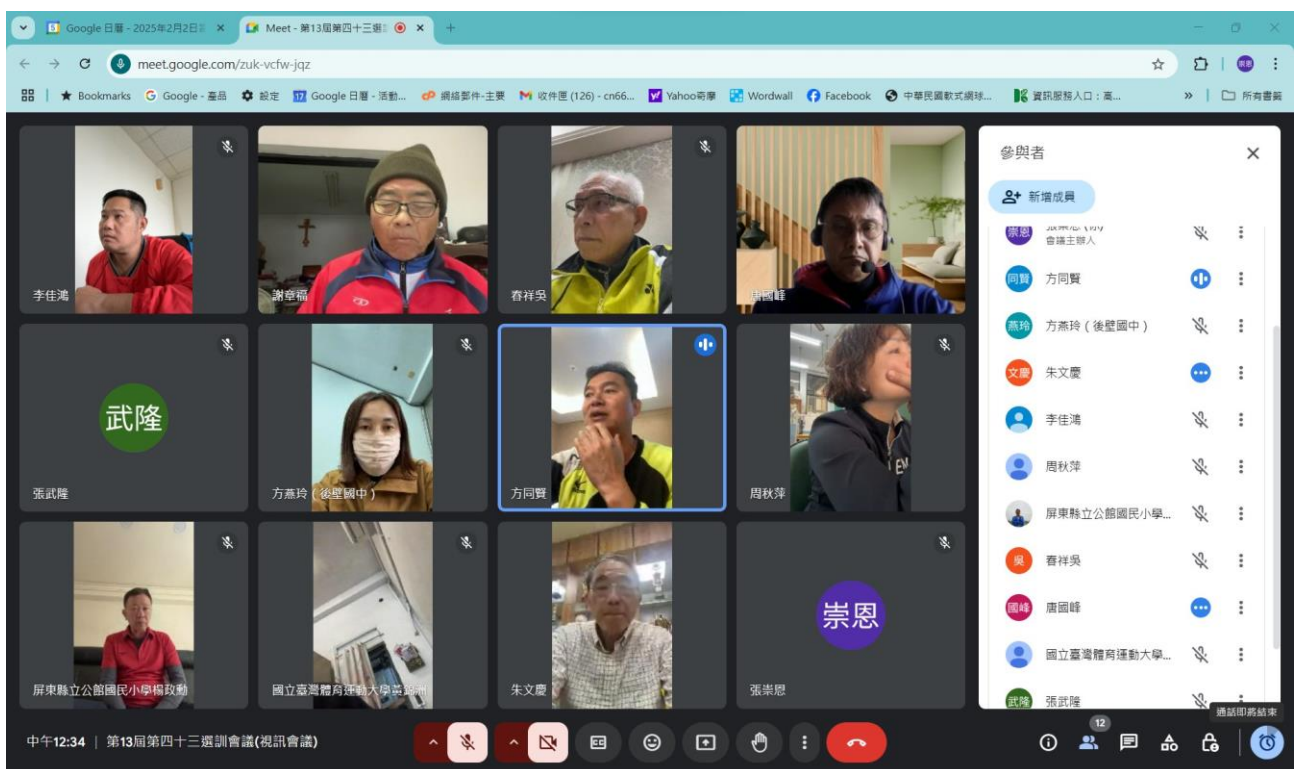 Google 日曆 - 2025年2月2日
Meet - 第13屆第四十三選
meet.google.com/zuk-vcfw-jqz
崇恩
Bookmarks
Google - 產品
設定
Google 日曆 - 活動...
網絡郵件-主要
收件匣 (126) - cn66...
Yahoo奇摩
Wordwall
Facebook
中華民國軟式網球...
資訊服務入口：高...
所有書籤
李佳鴻
謝章福
春祥吳
唐國峰
武隆
張武隆
方燕玲（後壁國中）
方同賢
周秋萍
屏東縣立公館國民小學楊政勳
國立臺灣體育運動大學
朱文慶
崇恩
張崇恩
參與者
新增成員
崇恩
會議主辦人
同賢
方同賢
燕玲
方燕玲（後壁國中）
文慶
朱文慶
李佳鴻
周秋萍
屏東縣立公館國民小學...
吳
春祥吳
國峰
唐國峰
國立臺灣體育運動大學...
武隆
張武隆
通話即將結束
12
中午12:34 | 第13屆第四十三選訓會議(視訊會議)